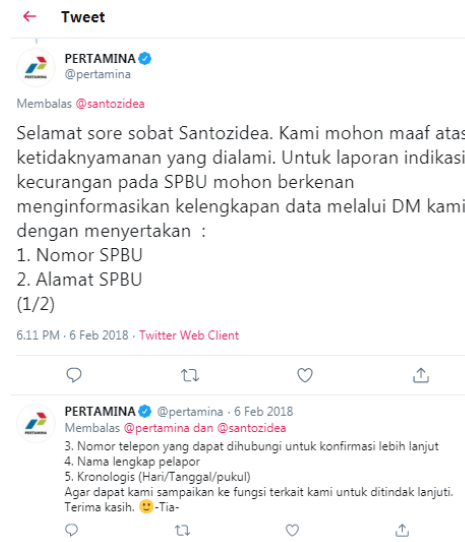 Tweet
PERTAMINA
@pertamina
PERTAMINA
Membalas @santozidea
Selamat sore sobat Santozidea. Kami mohon maaf atas
ketidaknyamanan yang dialami. Untuk laporan indikasi
kecurangan pada SPBU mohon berkenan
menginformasikan kelengkapan data melalui DM kami
dengan menyertakan :
1. Nomor SPBU
2. Alamat SPBU
(1/2)
6.11 PM · 6 Feb 2018 · Twitter Web Client
PERTAMINA @pertamina · 6 Feb 2018
PERTAMINA
Membalas @pertamina dan @santozidea
3. Nomor telepon yang dapat dihubungi untuk konfirmasi lebih lanjut
4. Nama lengkap pelapor
5. Kronologis (Hari/Tanggal/pukul)
Agar dapat kami sampaikan ke fungsi terkait kami untuk ditindak lanjuti.
Terima kasih. 🙂-Tia-